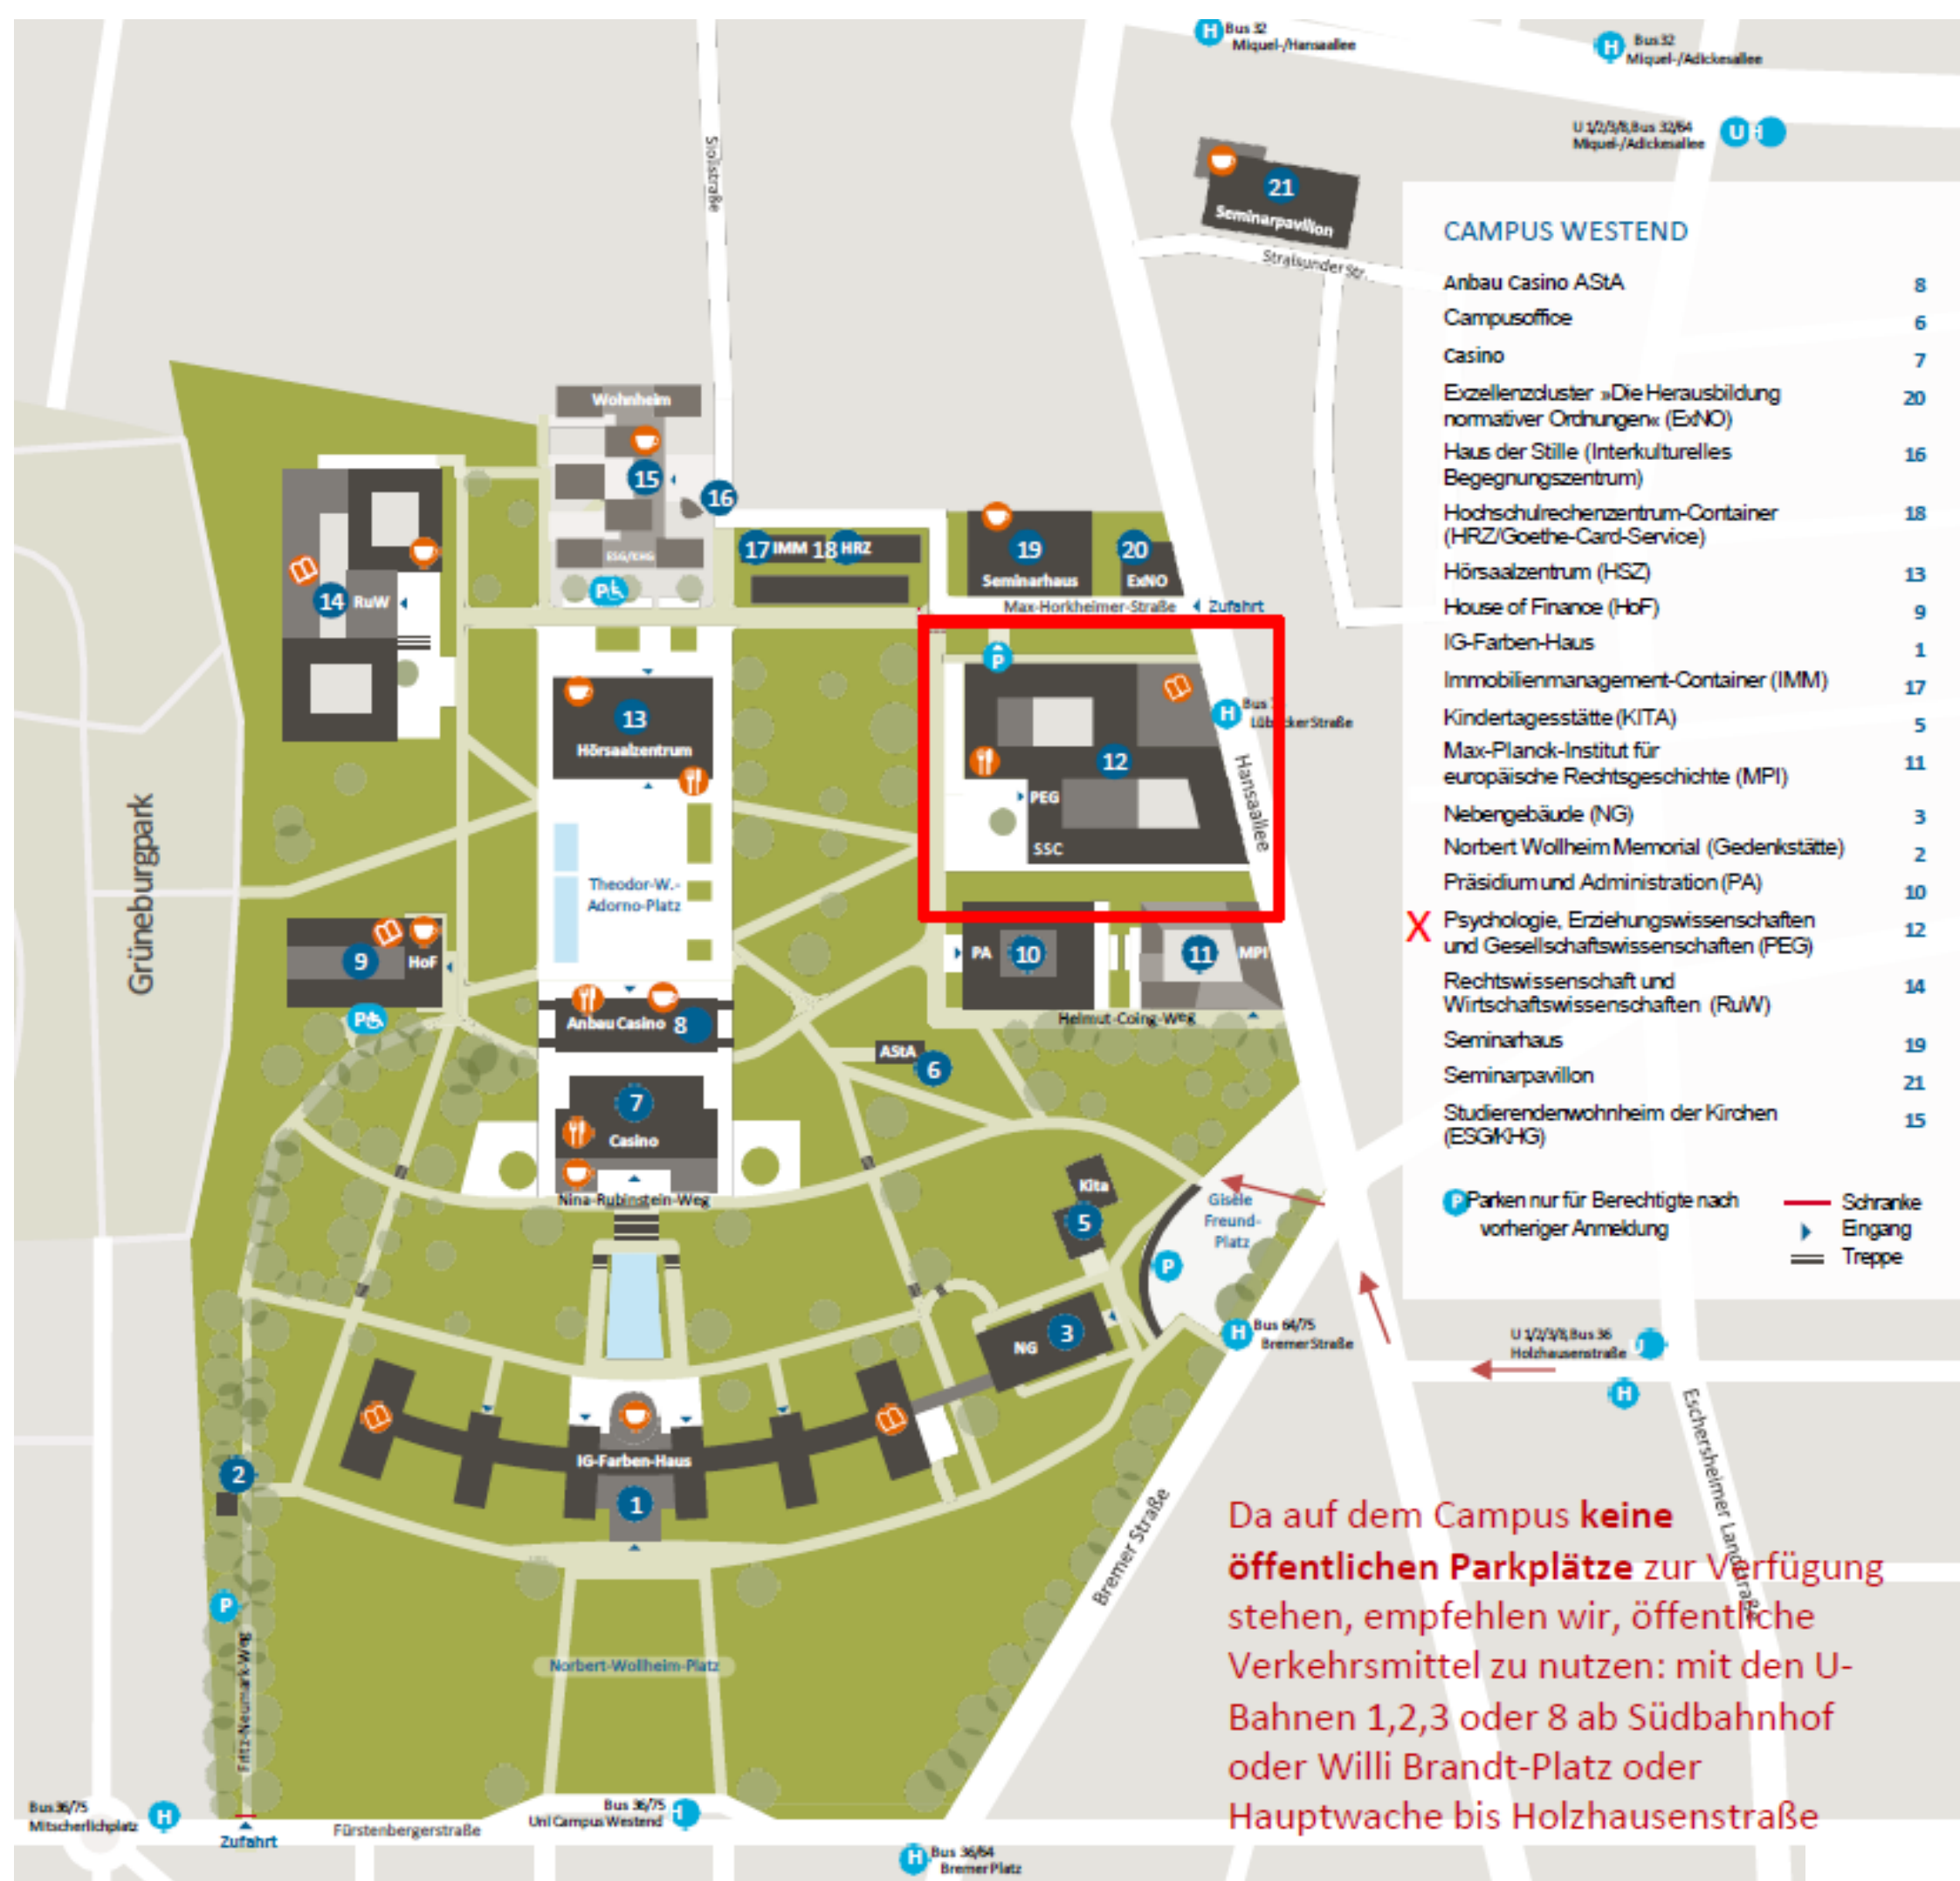 Bus 32
Miquel-/Hansaallee
Bus 32
Miquel-/Adickesallee
U 1/2/3/8,Bus 32/64
Miquel-/Adickesallee
U H
Siolistraße
21
Seminarpavillon
Stralsunder Str.
CAMPUS WESTEND
Anbau Casino AStA 8
Campusoffice 6
Casino 7
Exzellenzcluster »Die Herausbildung 20
normativer Ordnungen« (ExNO)
Haus der Stille (Interkulturelles 16
Begegnungszentrum)
Hochschulrechenzentrum-Container 18
(HRZ/Goethe-Card-Service)
Hörsaalzentrum (HSZ) 13
House of Finance (HoF) 9
IG-Farben-Haus 1
Immobilienmanagement-Container (IMM) 17
Kindertagesstätte (KITA) 5
Max-Planck-Institut für
europäische Rechtsgeschichte (MPI) 11
Nebengebäude (NG) 3
Norbert Wollheim Memorial (Gedenkstätte) 2
Präsidium und Administration (PA) 10
X Psychologie, Erziehungswissenschaften 12
und Gesellschaftswissenschaften (PEG)
Rechtswissenschaft und 14
Wirtschaftswissenschaften (RuW)
Seminarhaus 19
Seminarpavillon 21
Studierendenwohnheim der Kirchen 15
(ESG/KHG)
P Parken nur für Berechtigte nach
vorheriger Anmeldung
Schranke
Eingang
Treppe
Wohnheim
15
16
ESG/KHG
P
17 IMM 18 HRZ
19
Seminarhaus
20
ExNO
Max-Horkheimer-Straße
Zufahrt
14 RuW
13
Hörsaalzentrum
P
12
PEG
SSC
H
Bus
Lübecker Straße
Hansaallee
Grüneburgpark
Theodor-W.-
Adorno-Platz
9 HoF
P
PA 10
11 MPI
Helmut-Coing-Weg
Anbau Casino 8
AStA
6
7
Casino
Nina-Rubinstein-Weg
Kita
5
Gisèle
Freund-
Platz
P
NG 3
H
Bus 64/75
Bremer Straße
U 1/2/3/8,Bus 36
Holzhausenstraße
U
H
Eschersheimer Landstraße
IG-Farben-Haus
1
2
P
Fritz-Neumark-Weg
Norbert-Wollheim-Platz
Bremer Straße
Da auf dem Campus keine
öffentlichen Parkplätze zur Verfügung
stehen, empfehlen wir, öffentliche
Verkehrsmittel zu nutzen: mit den U-
Bahnen 1,2,3 oder 8 ab Südbahnhof
oder Willi Brandt-Platz oder
Hauptwache bis Holzhausenstraße
Bus 36/75
Mitscherlichplatz
H
Zufahrt
Fürstenbergerstraße
Bus 36/75
Uni Campus Westend
H
H
Bus 36/64
Bremer Platz